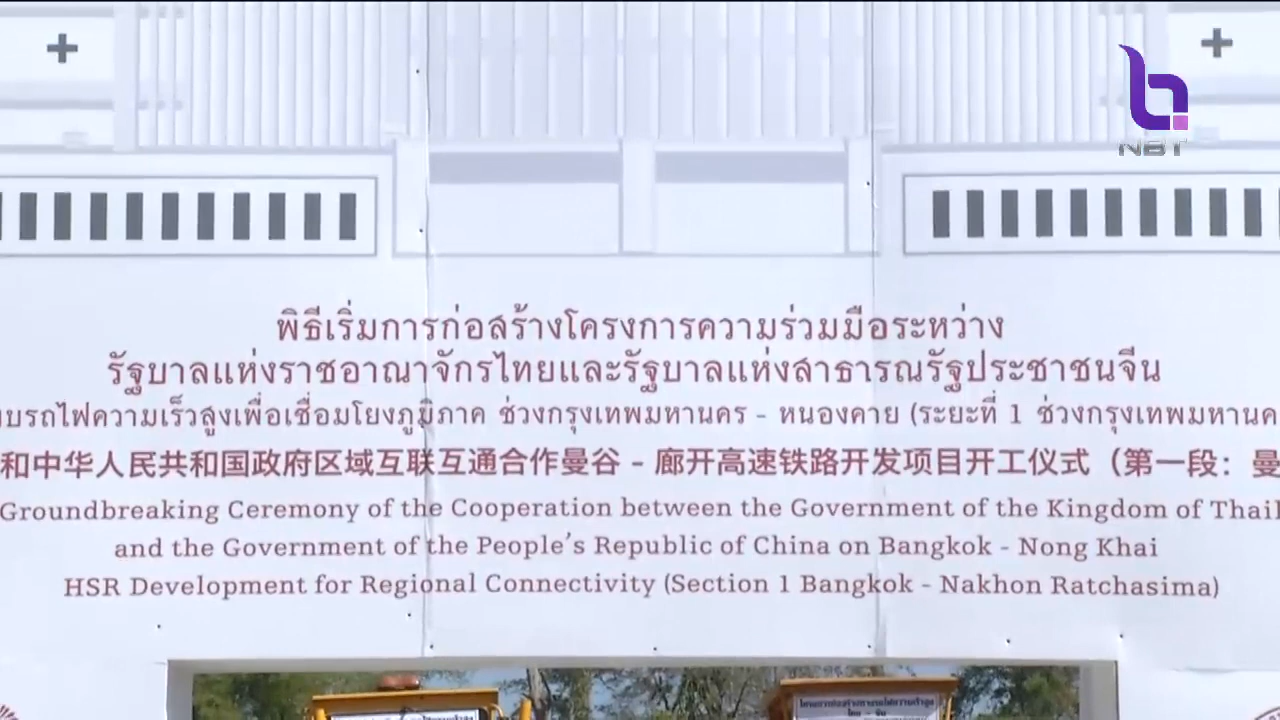 NBT
พิธีเริ่มการก่อสร้างโครงการความร่วมมือระหว่าง
รัฐบาลแห่งราชอาณาจักรไทยและรัฐบาลแห่งสาธารณรัฐประชาชนจีน
บรถไฟความเร็วสูงเพื่อเชื่อมโยงภูมิภาค ช่วงกรุงเทพมหานคร - หนองคาย (ระยะที่ 1 ช่วงกรุงเทพมหานค
和中华人民共和国政府区域互联互通合作曼谷 - 廊开高速铁路开发项目开工仪式（第一段：曼
Groundbreaking Ceremony of the Cooperation between the Government of the Kingdom of Thail
and the Government of the People's Republic of China on Bangkok - Nong Khai
HSR Development for Regional Connectivity (Section 1 Bangkok - Nakhon Ratchasima)
ไทย - จีน